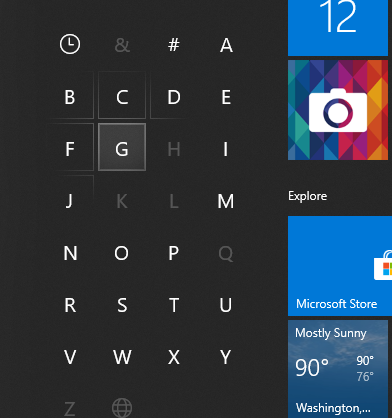 & # A
B C D E
F G H I
J K L M
N O P Q
R S T U
V W X Y
Z
12
Explore
Microsoft Store
Mostly Sunny
90° 90°
76°
Washington,...